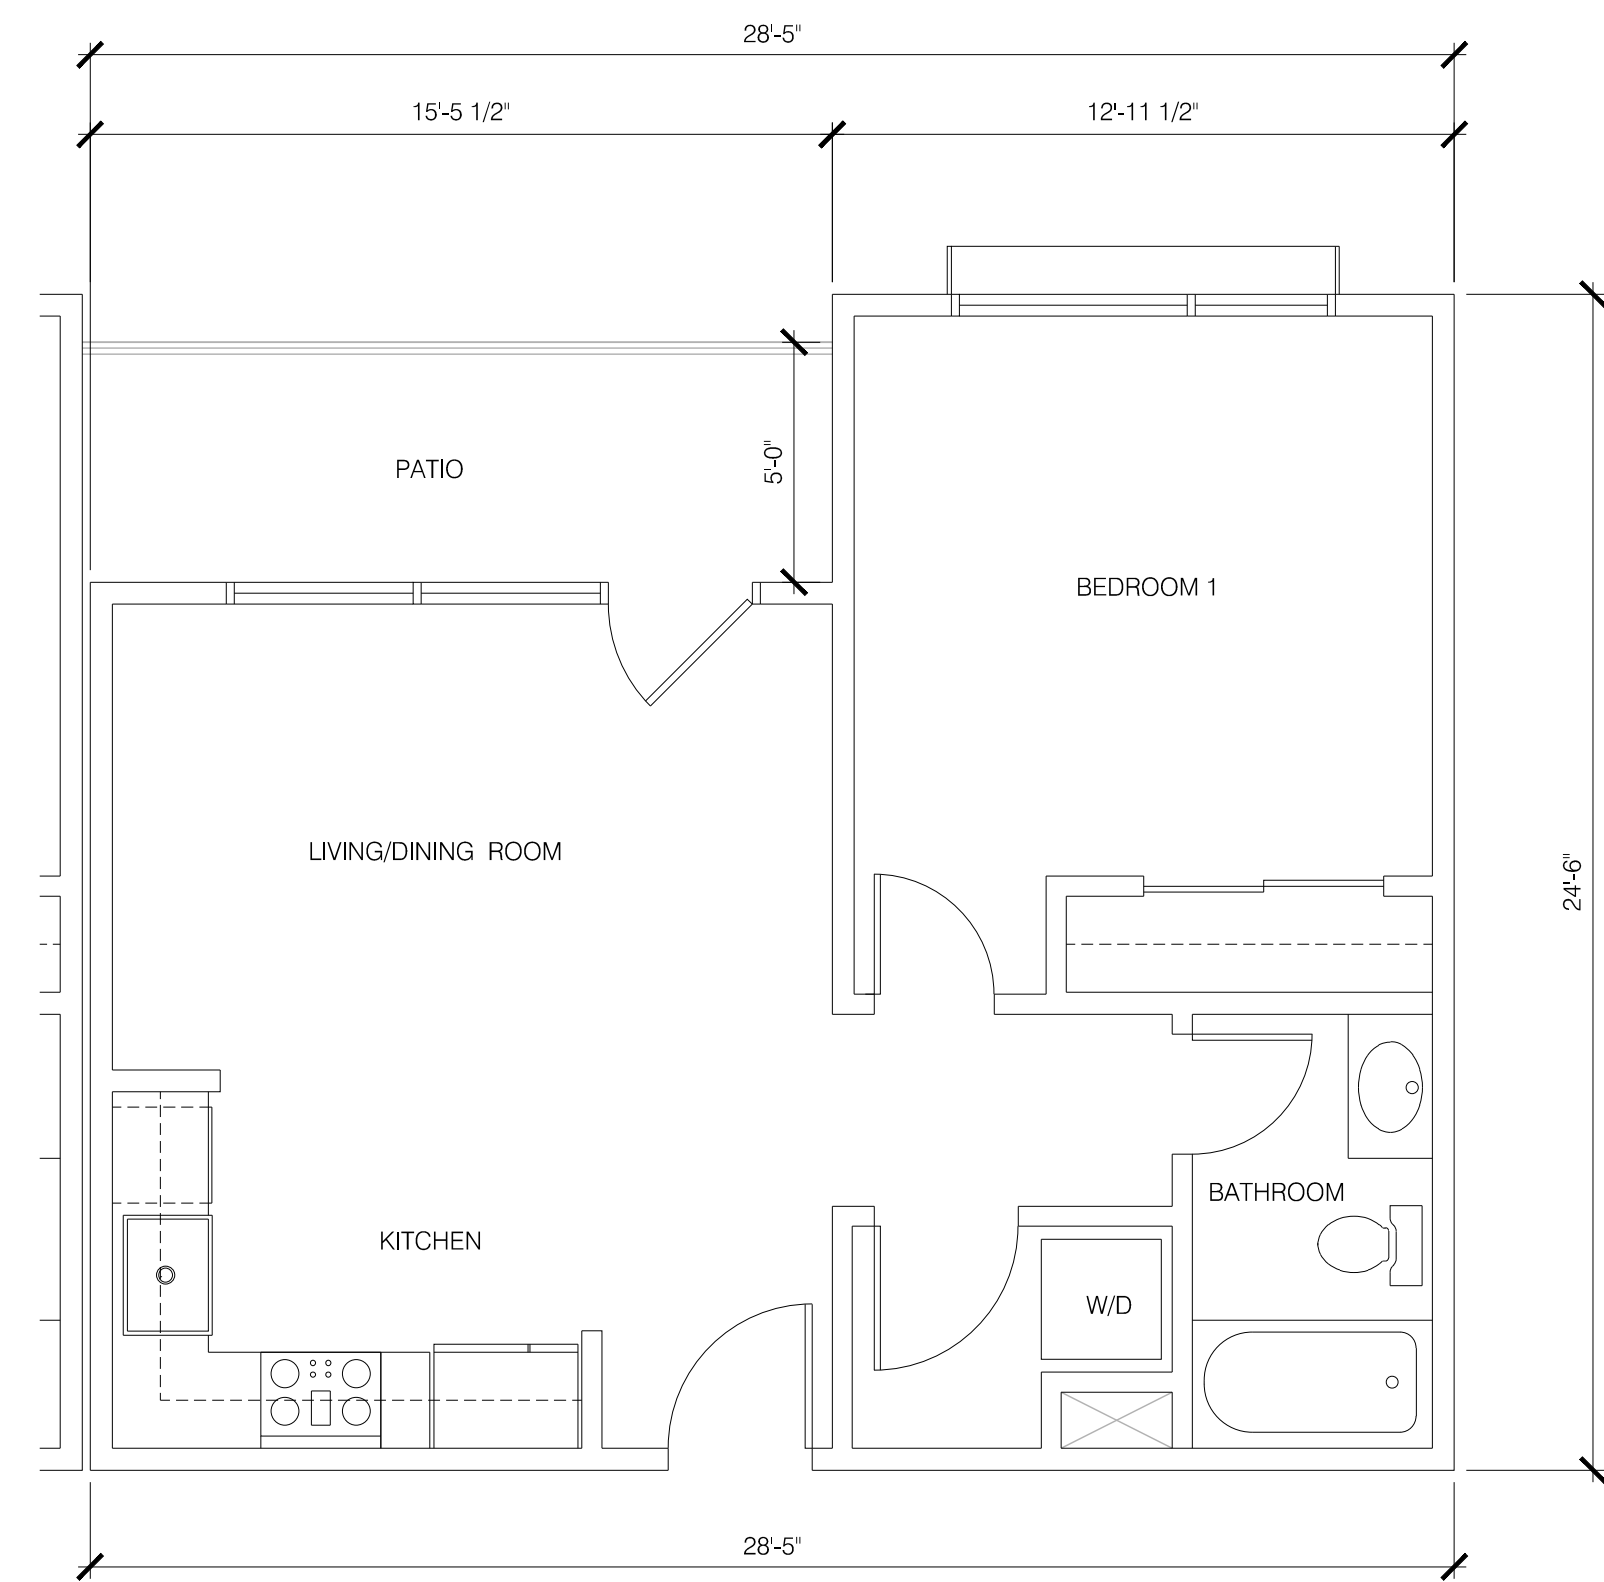 28'-5"
15'-5 1/2"
12'-11 1/2"
PATIO
5'-0"
BEDROOM 1
LIVING/DINING ROOM
24'-6"
BATHROOM
KITCHEN
W/D
28'-5"